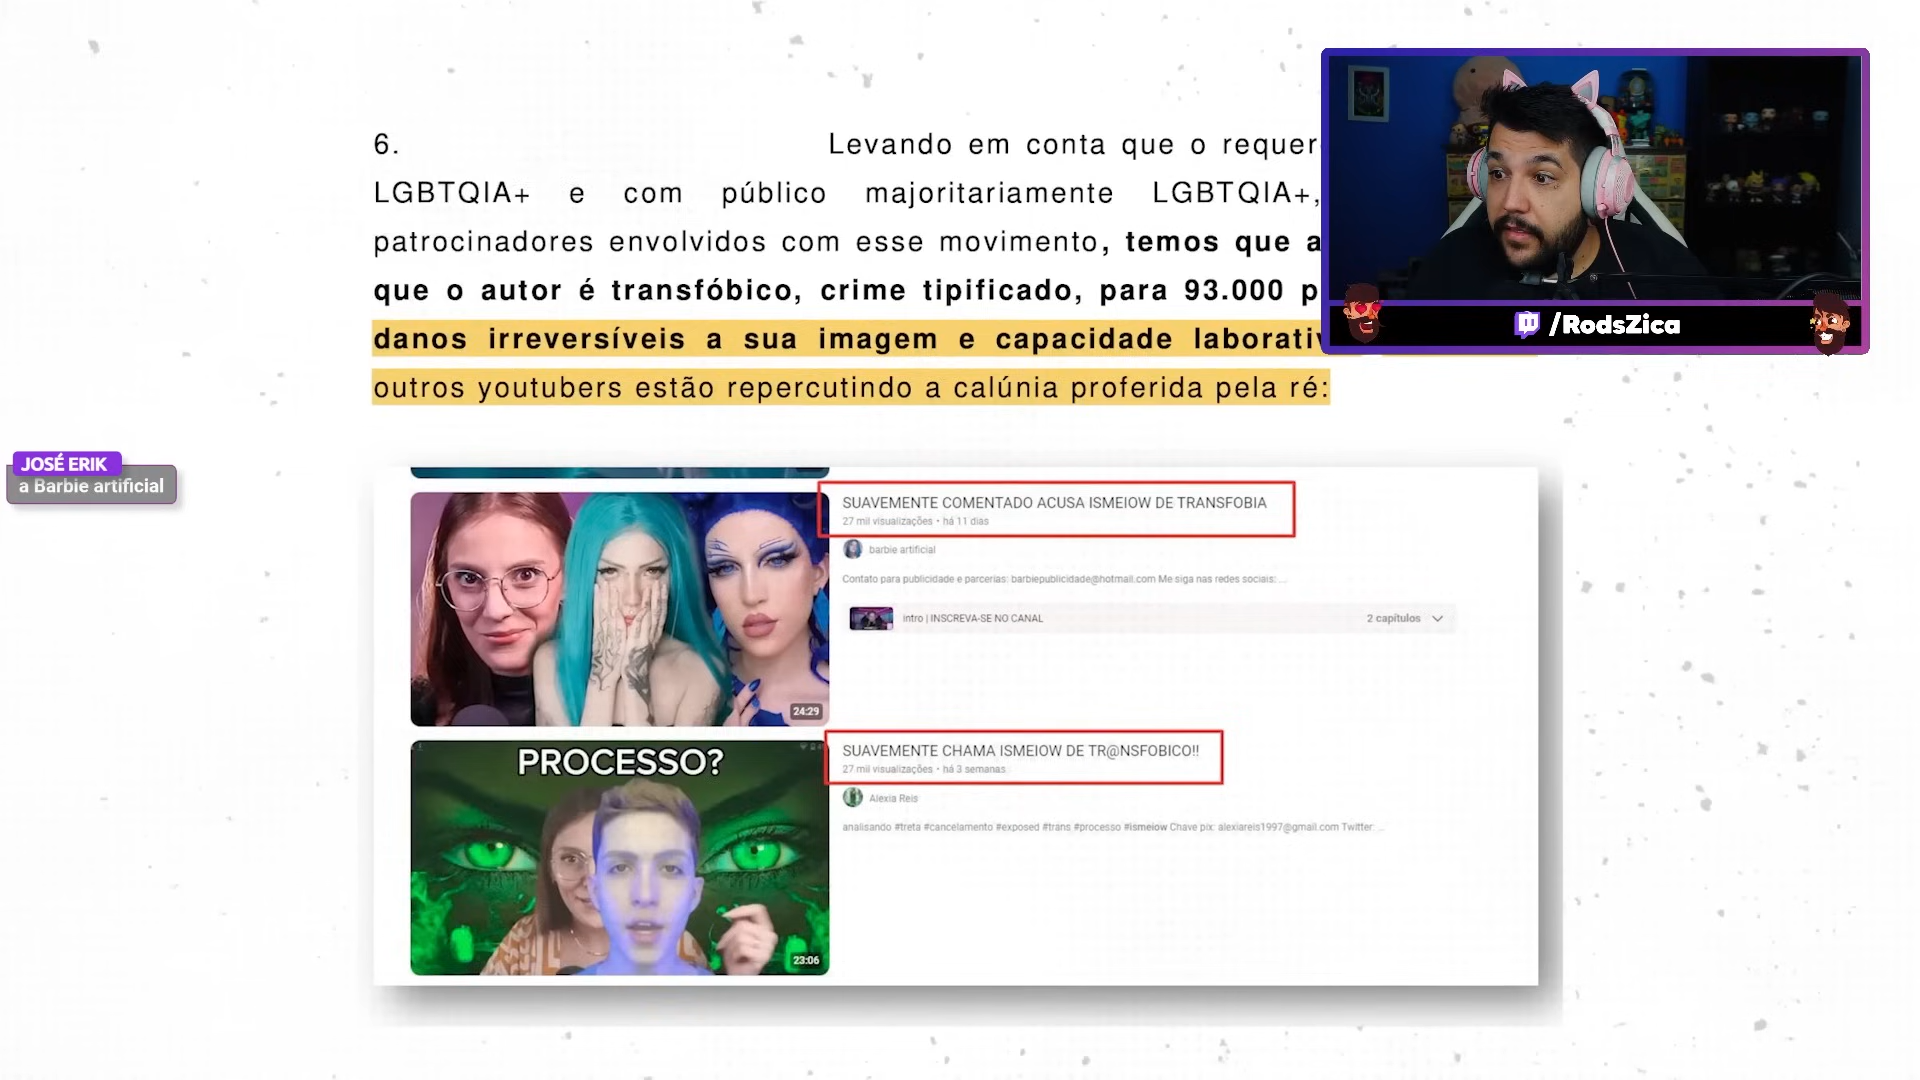 6. Levando em conta que o requer
LGBTQIA+ e com público majoritariamente LGBTQIA+,
patrocinadores envolvidos com esse movimento, temos que a
que o autor é transfóbico, crime tipificado, para 93.000 p
danos irreversíveis a sua imagem e capacidade laborativ
outros youtubers estão repercutindo a calúnia proferida pela ré:
/RodsZica
JOSÉ ERIK
a Barbie artificial
SUAVEMENTE COMENTADO ACUSA ISMEIOW DE TRANSFOBIA
27 mil visualizações • há 11 dias
barbie artificial
Contato para publicidade e parcerias: barbiepublicidade@hotmail.com Me siga nas redes sociais: ...
intro | INSCREVA-SE NO CANAL
2 capítulos
24:29
PROCESSO?
SUAVEMENTE CHAMA ISMEIOW DE TR@NSFOBICO!!
27 mil visualizações • há 3 semanas
Alexia Reis
analisando #treta #cancelamento #exposed #trans #processo #ismeiow Chave pix: alexiareis1997@gmail.com Twitter: ...
23:06